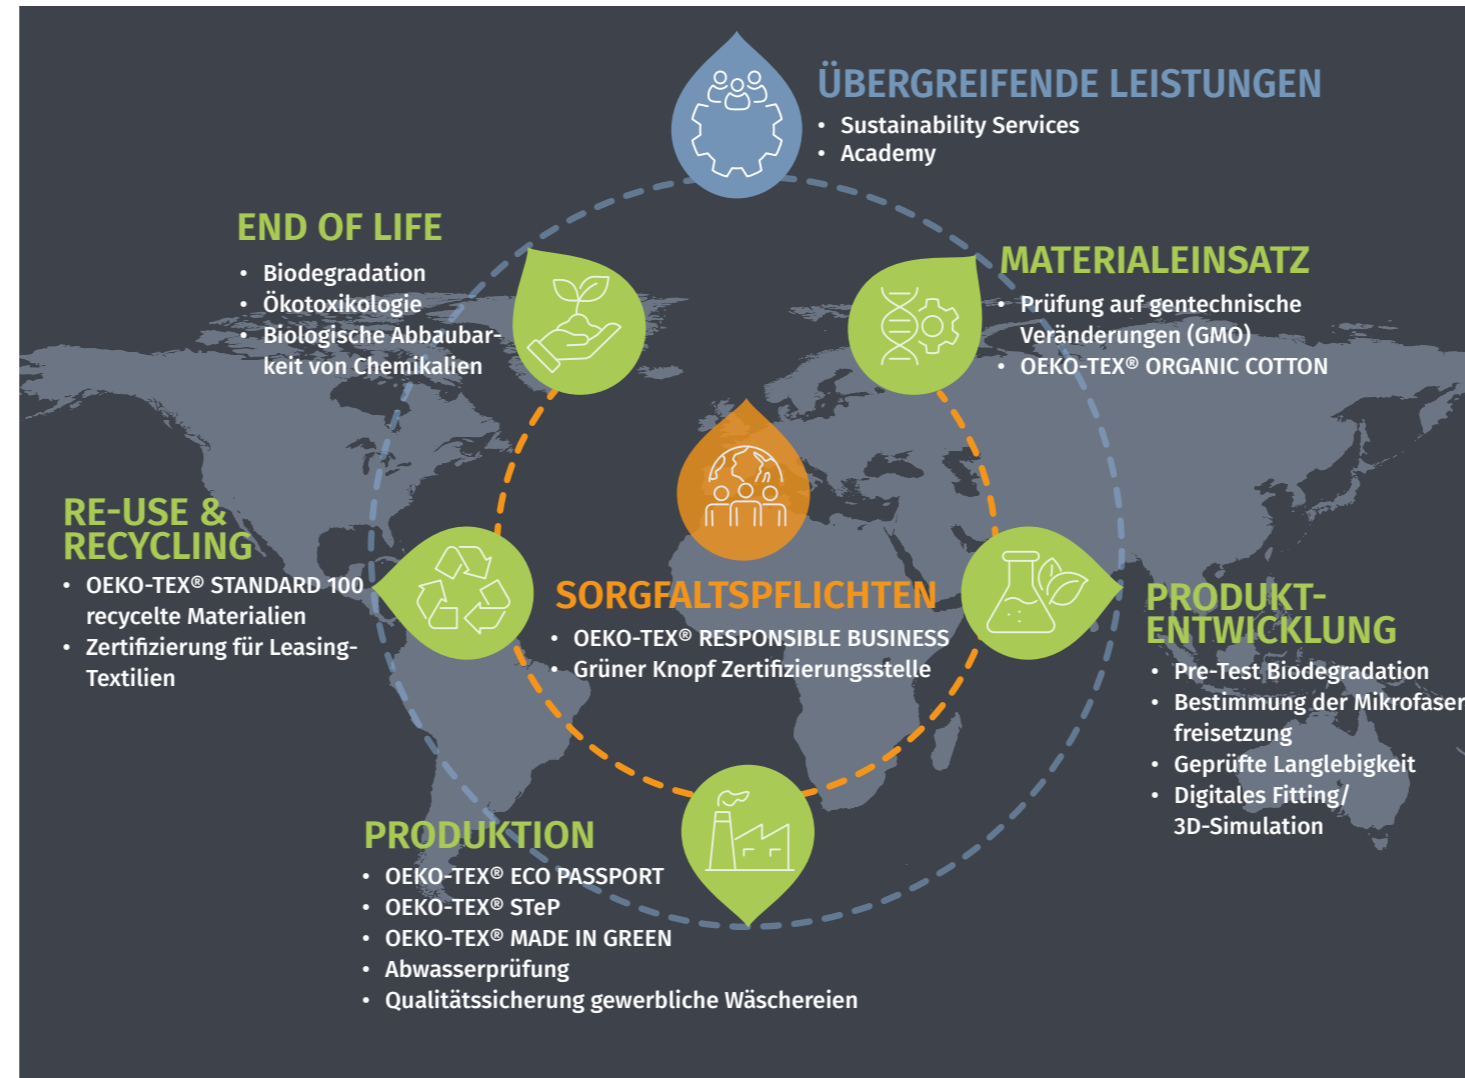 ÜBERGREIFENDE LEISTUNGEN
• Sustainability Services
• Academy
END OF LIFE
• Biodegradation
• Ökotoxikologie
• Biologische Abbaubar-
keit von Chemikalien
MATERIALEINSATZ
• Prüfung auf gentechnische
Veränderungen (GMO)
• OEKO-TEX® ORGANIC COTTON
RE-USE &
RECYCLING
• OEKO-TEX® STANDARD 100
recycelte Materialien
• Zertifizierung für Leasing-
Textilien
SORGFALTSPFLICHTEN
• OEKO-TEX® RESPONSIBLE BUSINESS
• Grüner Knopf Zertifizierungsstelle
PRODUKT-
ENTWICKLUNG
• Pre-Test Biodegradation
• Bestimmung der Mikrofaser
freisetzung
• Geprüfte Langlebigkeit
• Digitales Fitting/
3D-Simulation
PRODUKTION
• OEKO-TEX® ECO PASSPORT
• OEKO-TEX® STeP
• OEKO-TEX® MADE IN GREEN
• Abwasserprüfung
• Qualitätssicherung gewerbliche Wäschereien